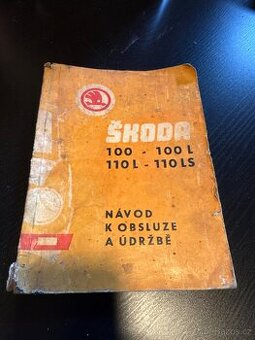 ŠKODA
100 - 100 L
110 L - 110 LS
NÁVOD
K OBSLUZE
A ÚDRŽBĚ